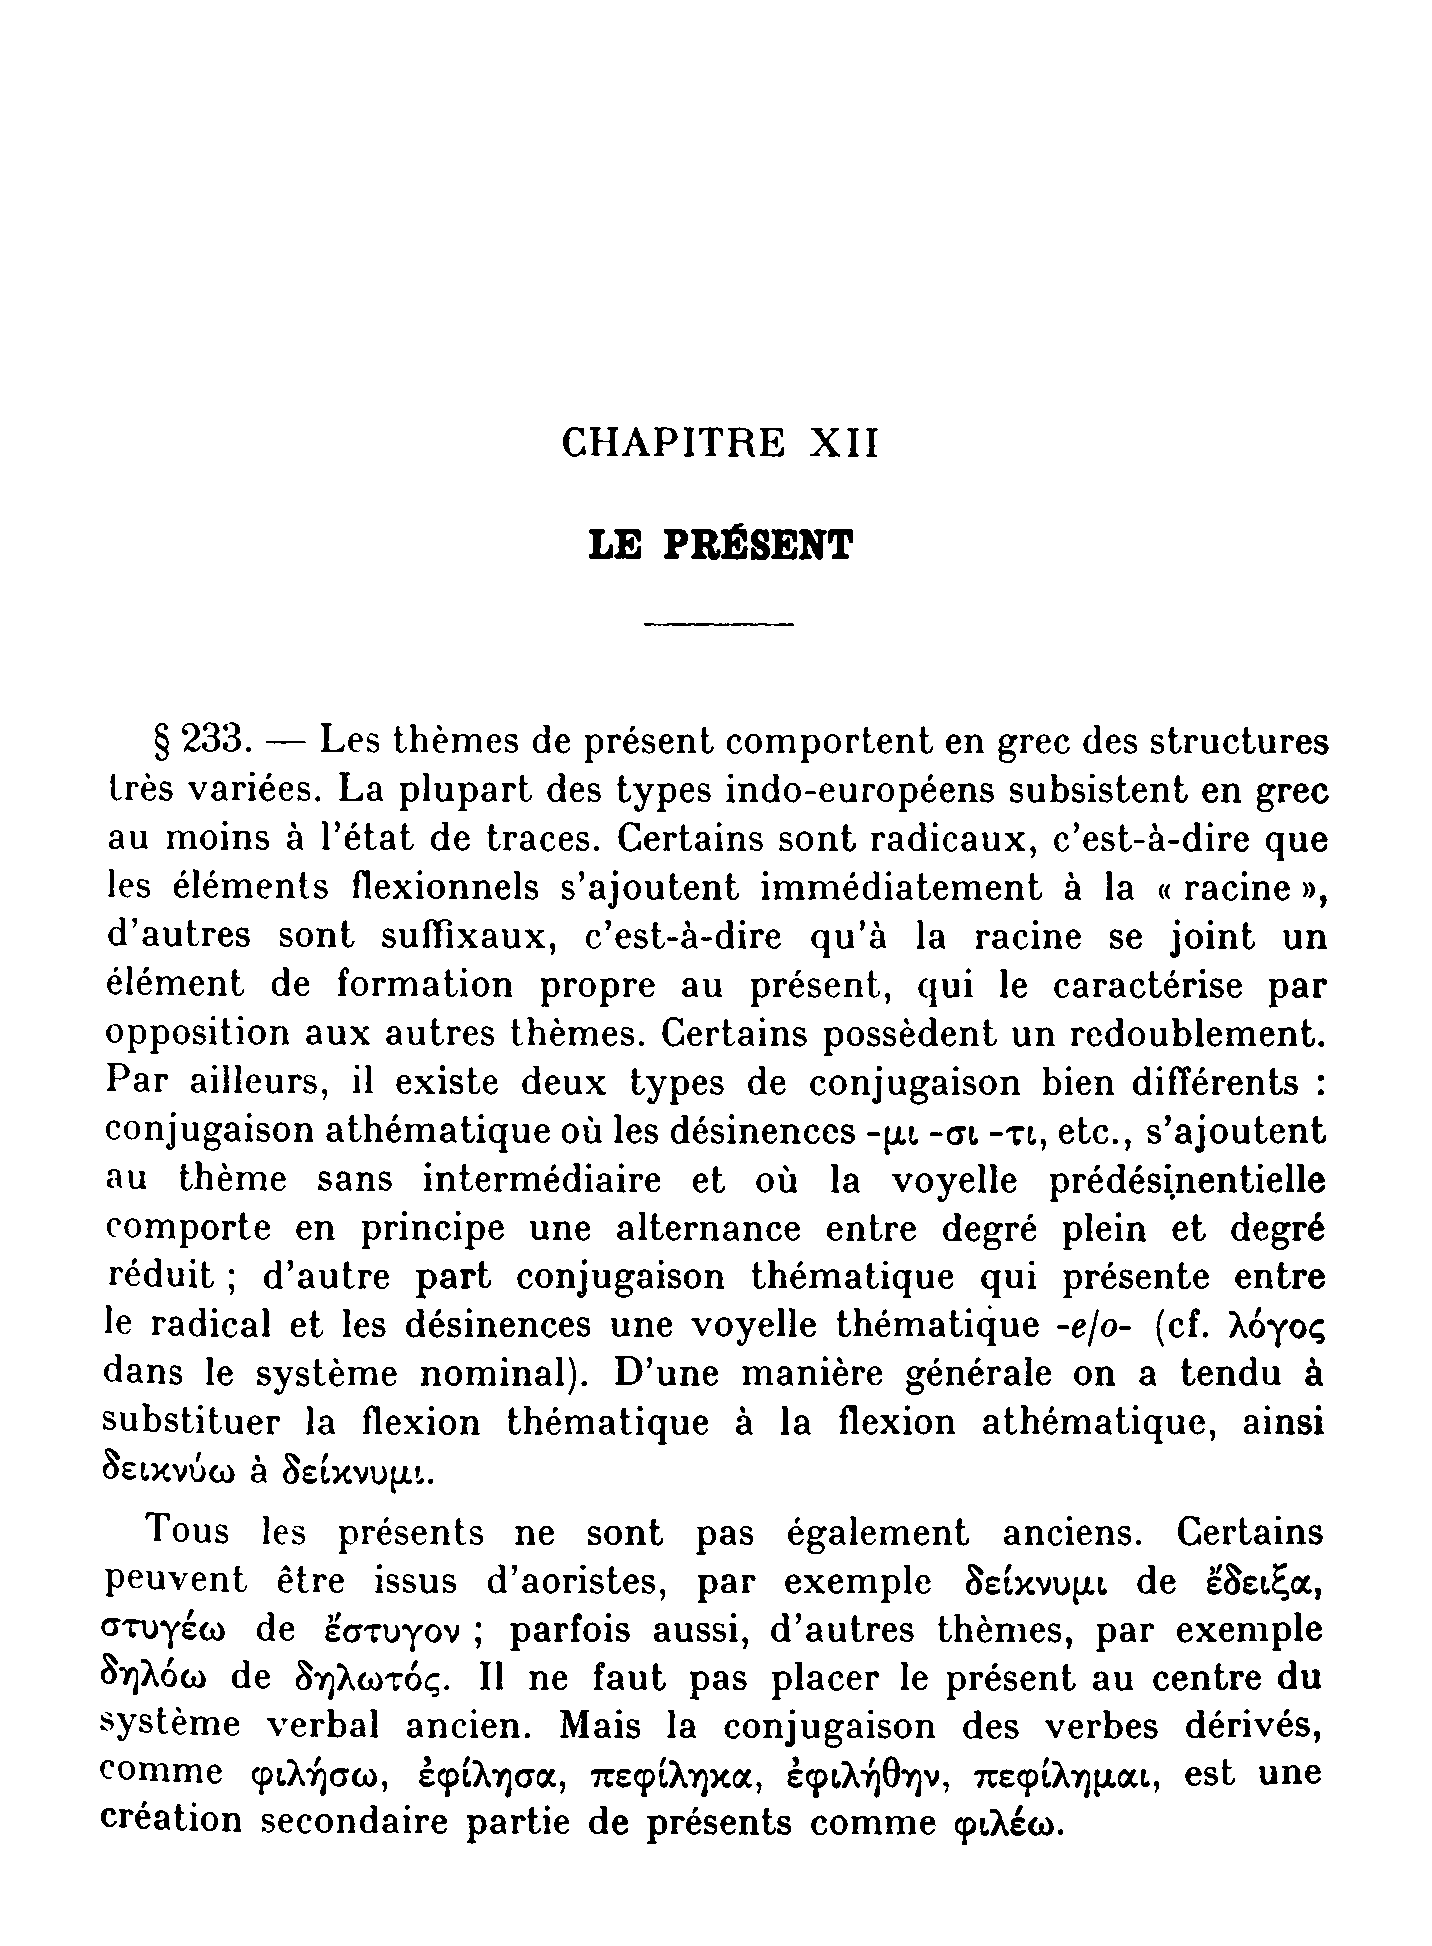 CHAPITRE XII
LE PRÉSENT
§ 233. — Les thèmes de présent comportent en grec des structures
très variées. La plupart des types indo-européens subsistent en grec
au moins à l'état de traces. Certains sont radicaux, c'est-à-dire que
les éléments flexionnels s'ajoutent immédiatement à la « racine »,
d'autres sont suffixaux, c'est-à-dire qu'à la racine se joint un
élément de formation propre au présent, qui le caractérise par
opposition aux autres thèmes. Certains possèdent un redoublement.
Par ailleurs, il existe deux types de conjugaison bien différents :
conjugaison athématique où les désinences -μι -σι -τι, etc., s'ajoutent
au thème sans intermédiaire et où la voyelle prédésinentielle
comporte en principe une alternance entre degré plein et degré
réduit ; d'autre part conjugaison thématique qui présente entre
le radical et les désinences une voyelle thématique -e/o- (cf. λόγος
dans le système nominal). D'une manière générale on a tendu à
substituer la flexion thématique à la flexion athématique, ainsi
δεικνύω à δείκνυμι.
Tous les présents ne sont pas également anciens. Certains
peuvent être issus d'aoristes, par exemple δείκνυμι de ἔδειξα,
στυγέω de ἔστυγον ; parfois aussi, d'autres thèmes, par exemple
δηλόω de δηλωτός. Il ne faut pas placer le présent au centre du
système verbal ancien. Mais la conjugaison des verbes dérivés,
comme φιλήσω, ἐφίλησα, πεφίληκα, ἐφιλήθην, πεφίλημαι, est une
création secondaire partie de présents comme φιλέω.